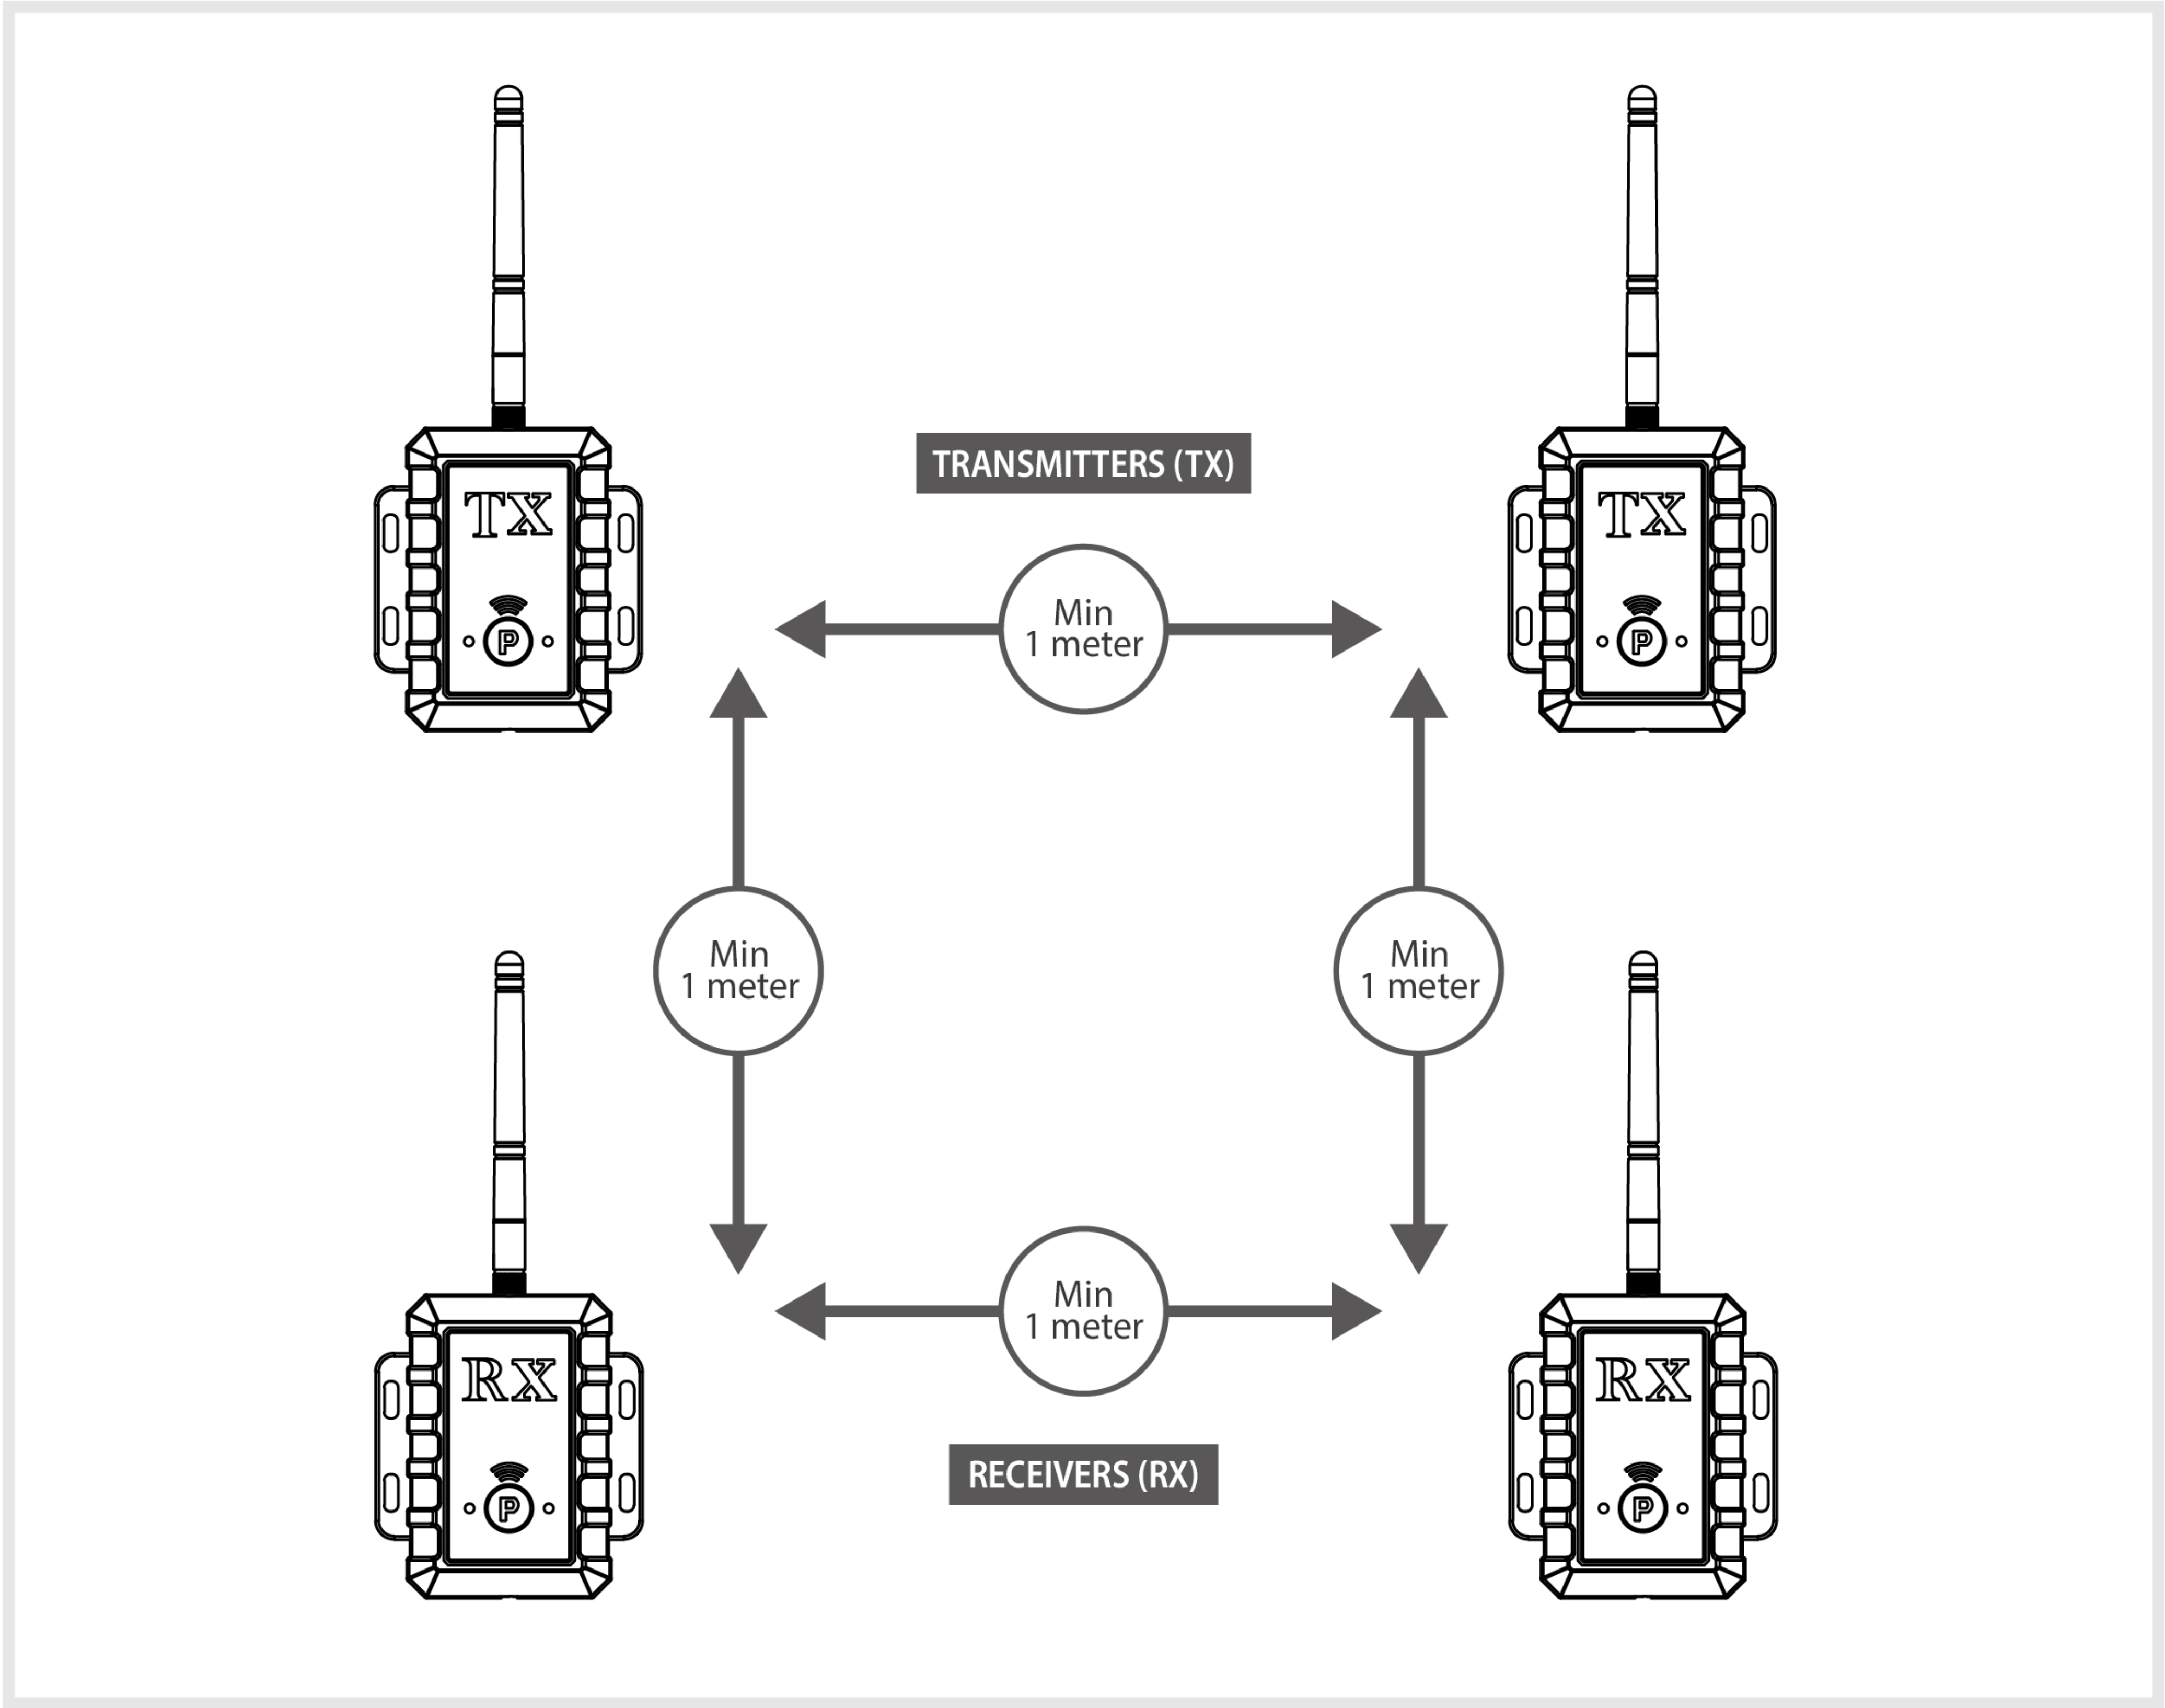 TRANSMITTERS (TX)
TX
TX
Min
1 meter
P
P
Min
1 meter
Min
1 meter
Min
1 meter
RX
RX
RECEIVERS (RX)
P
P